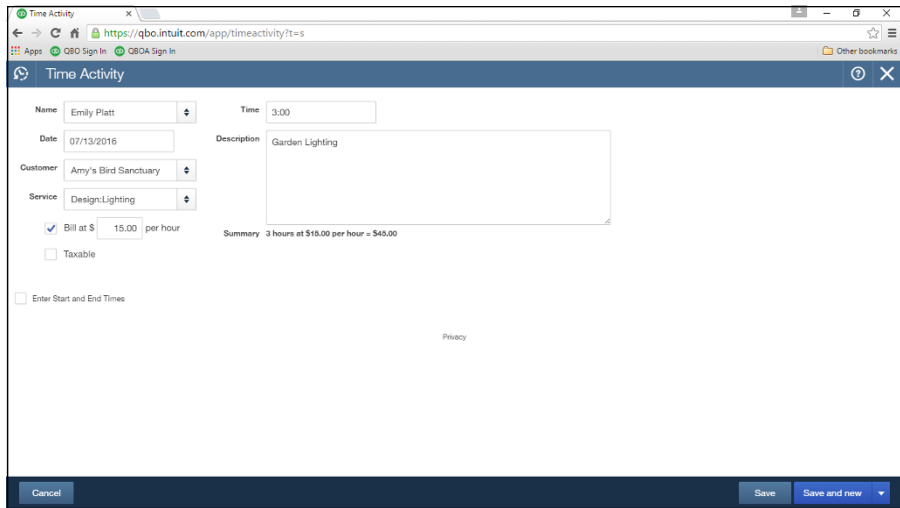 Time Activity
https://qbo.intuit.com/app/timeactivity?t=s
Apps QBO Sign In QBOA Sign In Other bookmarks
Time Activity
Name Emily Platt Time 3:00
Date 07/13/2016 Description Garden Lighting
Customer Amy's Bird Sanctuary
Service Design:Lighting
Bill at $ 15.00 per hour
Summary 3 hours at $15.00 per hour = $45.00
Taxable
Enter Start and End Times
Privacy
Cancel Save Save and new